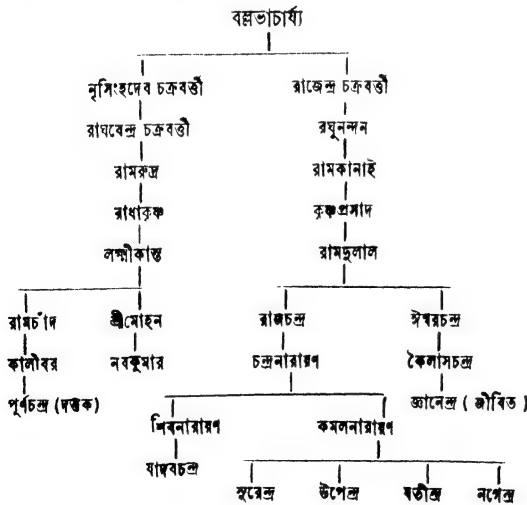 বল্লভাচার্য্য
নৃসিংহদেব চক্রবর্ত্তী রাজেন্দ্র চক্রবর্ত্তী
রাঘবেন্দ্র চক্রবর্ত্তী রঘুনন্দন
রামরুদ্র রামকানাই
রাধাকৃষ্ণ কৃষ্ণপ্রসাদ
লক্ষ্মীকান্ত রামদুলাল
রামচাঁদ শ্রীমোহন রাজচন্দ্র ঈশ্বরচন্দ্র
কালীবর নবকুমার চন্দ্রনারায়ণ কৈলাসচন্দ্র
পূর্ণচন্দ্র (দত্তক) জ্ঞানেন্দ্র ( জীবিত )
শিবনারায়ণ কমলনারায়ণ
যাদবচন্দ্র
সুরেন্দ্র উপেন্দ্র যতীন্দ্র নগেন্দ্র